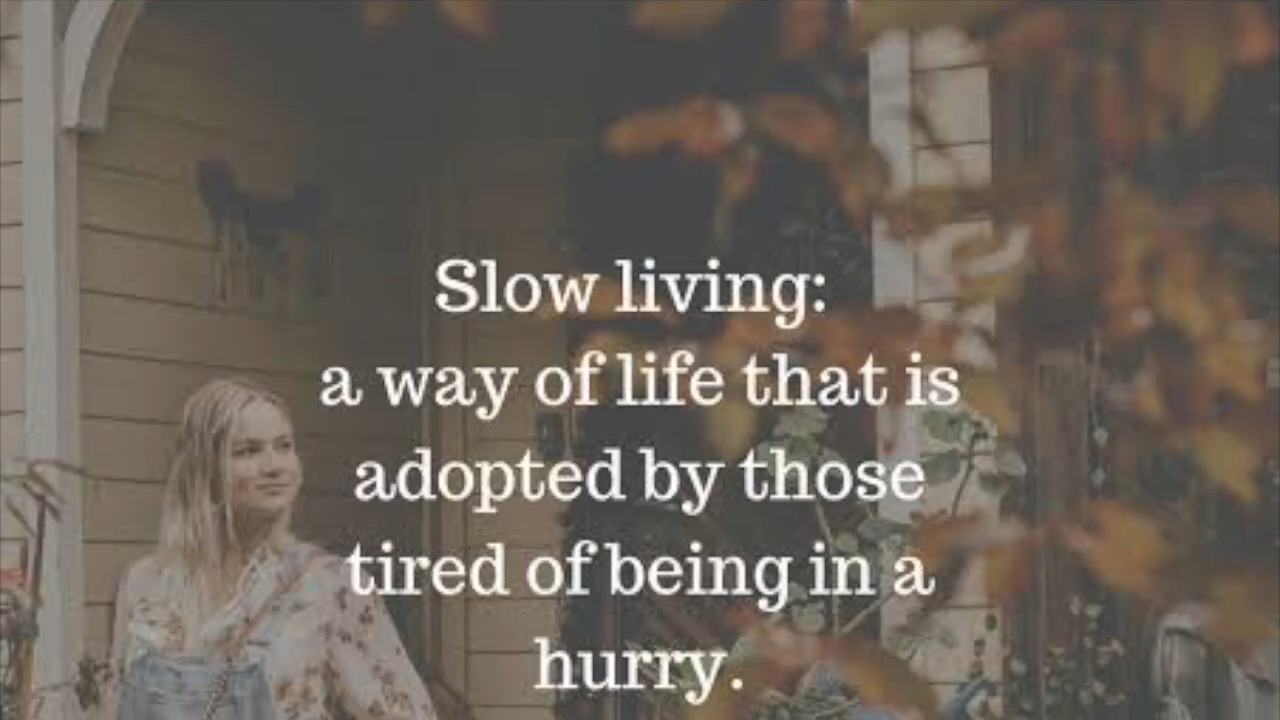 Slow living:
a way of life that is
adopted by those
tired of being in a
hurry.